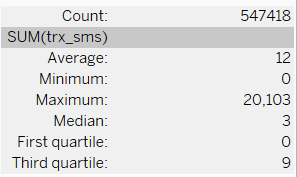 Count: 547418
SUM(trx_sms)
Average: 12
Minimum: 0
Maximum: 20,103
Median: 3
First quartile: 0
Third quartile: 9